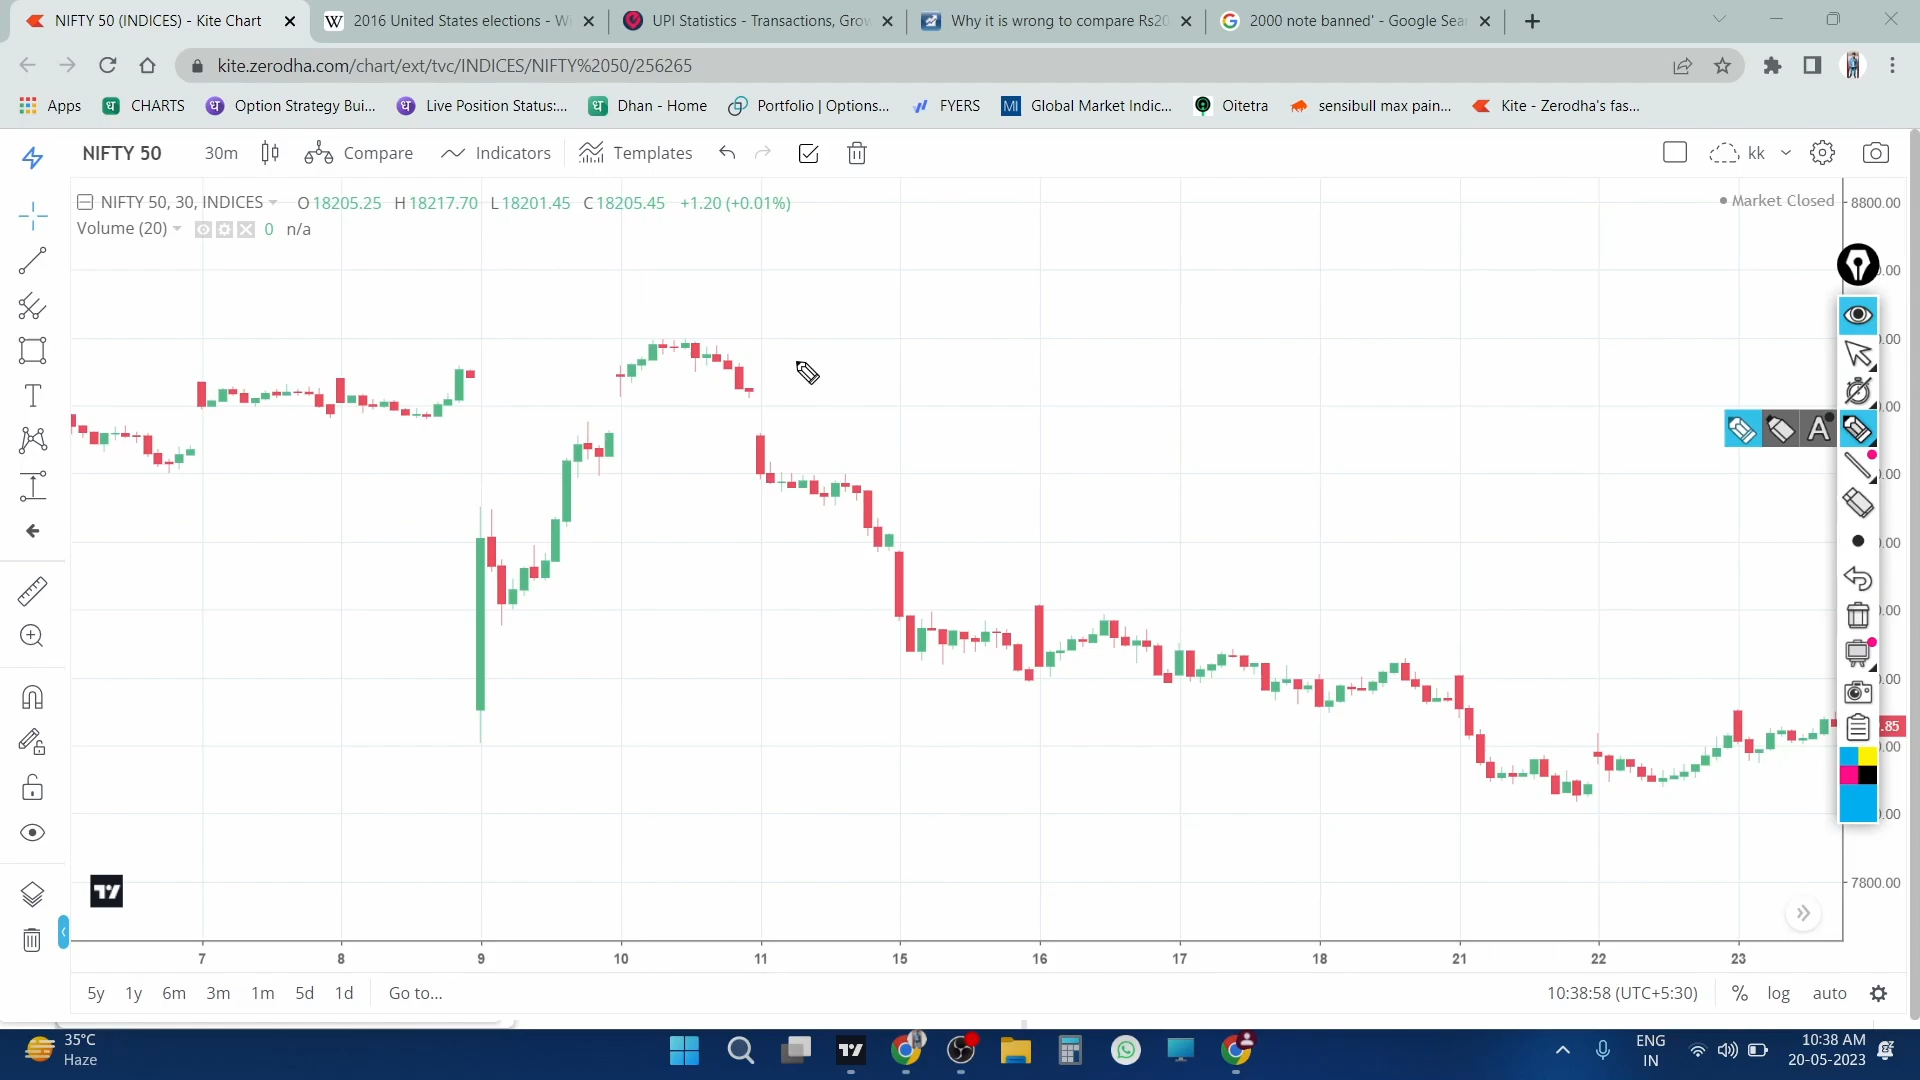 NIFTY 50 (INDICES) - Kite Chart
2016 United States elections - Wi
UPI Statistics - Transactions, Grow
Why it is wrong to compare Rs20
2000 note banned' - Google Sear
kite.zerodha.com/chart/ext/tvc/INDICES/NIFTY%2050/256265
Apps CHARTS Option Strategy Bui... Live Position Status:... Dhan - Home Portfolio | Options... FYERS MI Global Market Indic... Oitetra sensibull max pain... Kite - Zerodha's fas...
NIFTY 50 30m Compare Indicators Templates kk
NIFTY 50, 30, INDICES O 18205.25 H 18217.70 L 18201.45 C 18205.45 +1.20 (+0.01%) Market Closed 8800.00
Volume (20) 0 n/a
A
.85
7800.00
7 8 9 10 11 15 16 17 18 21 22 23
5y 1y 6m 3m 1m 5d 1d Go to... 10:38:58 (UTC+5:30) % log auto
35°C
Haze
ENG
IN
10:38 AM
20-05-2023